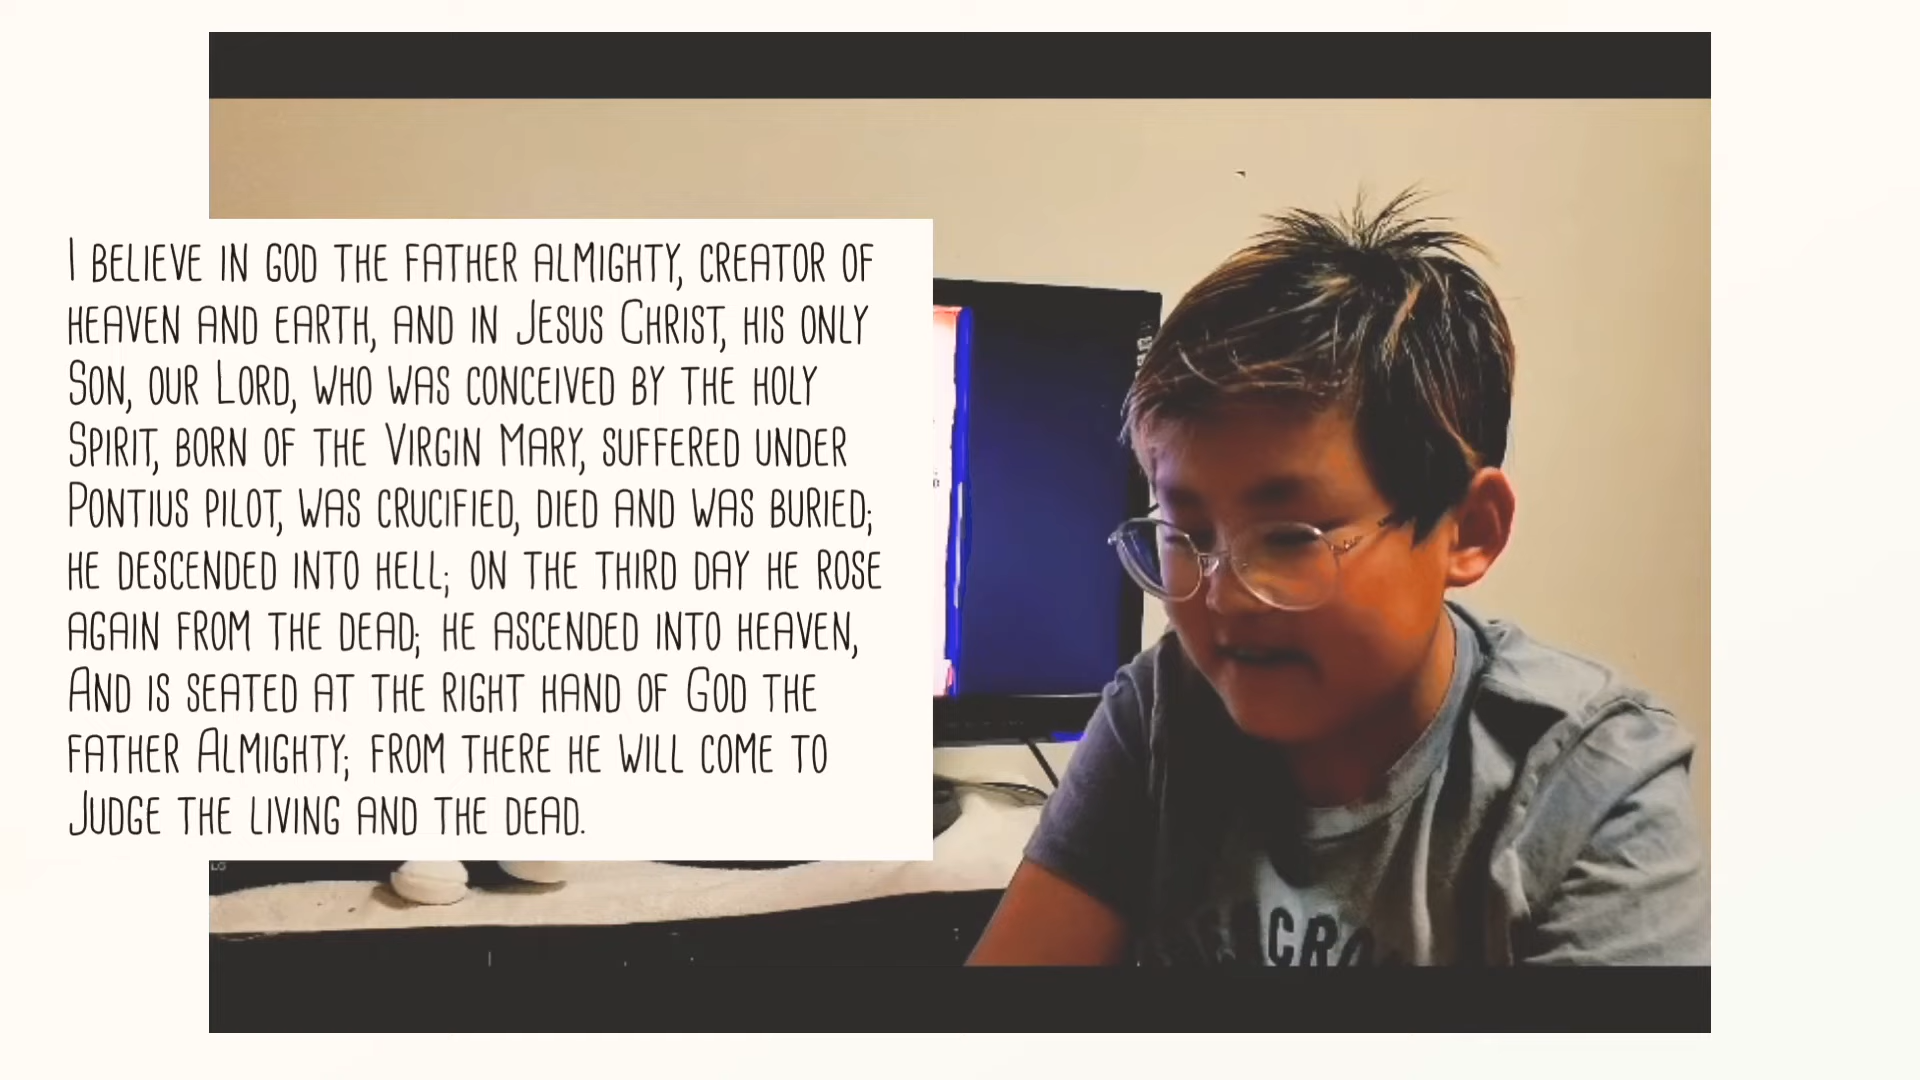 I believe in god the father almighty, creator of
heaven and earth, and in Jesus Christ, his only
Son, our Lord, who was conceived by the holy
Spirit, born of the Virgin Mary, suffered under
Pontius pilot, was crucified, died and was buried;
he descended into hell; on the third day he rose
again from the dead; he ascended into heaven,
And is seated at the right hand of God the
father Almighty; from there he will come to
Judge the living and the dead.